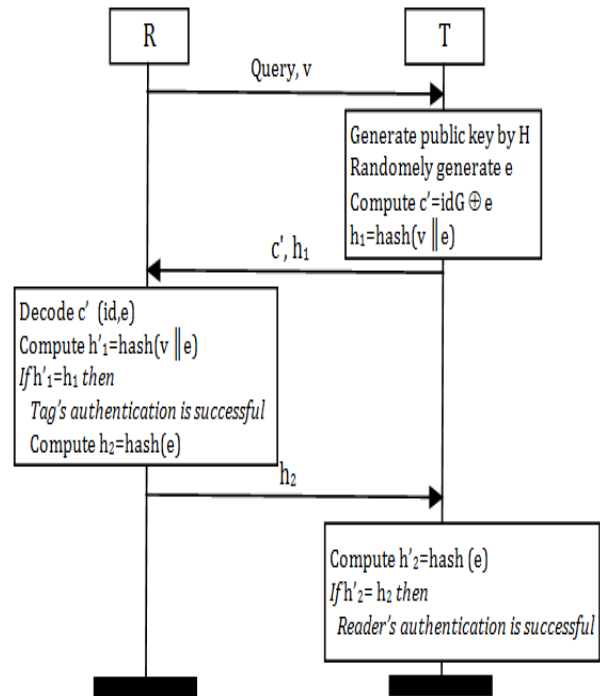 R
T
Query, v
Generate public key by H
Randomely generate e
Compute c'=idG ⊕ e
h₁=hash(v ‖e)
c', h₁
Decode c' (id,e)
Compute h'₁=hash(v ‖e)
If h'₁=h₁ then
Tag's authentication is successful
Compute h₂=hash(e)
h₂
Compute h'₂=hash (e)
If h'₂= h₂ then
Reader's authentication is successful